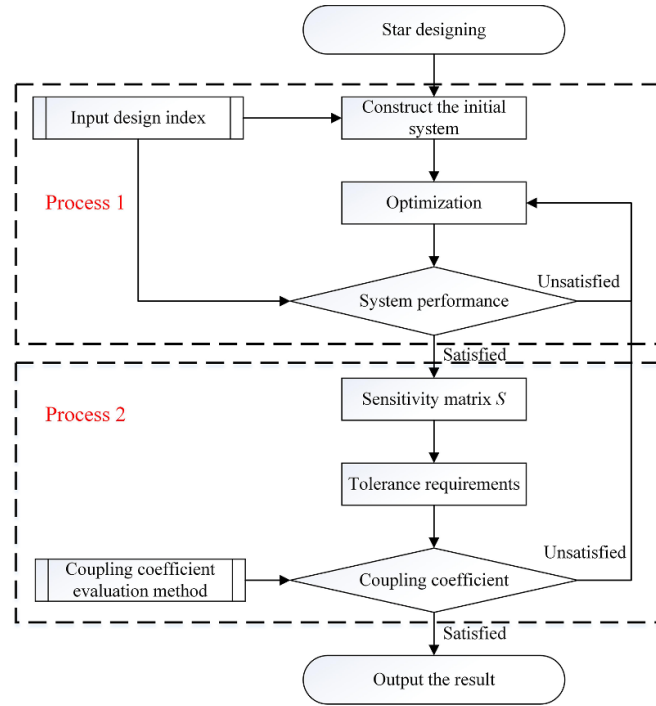 Star designing
Input design index
Construct the initial
system
Process 1
Optimization
Unsatisfied
System performance
Satisfied
Sensitivity matrix S
Process 2
Tolerance requirements
Unsatisfied
Coupling coefficient
evaluation method
Coupling coefficient
Satisfied
Output the result